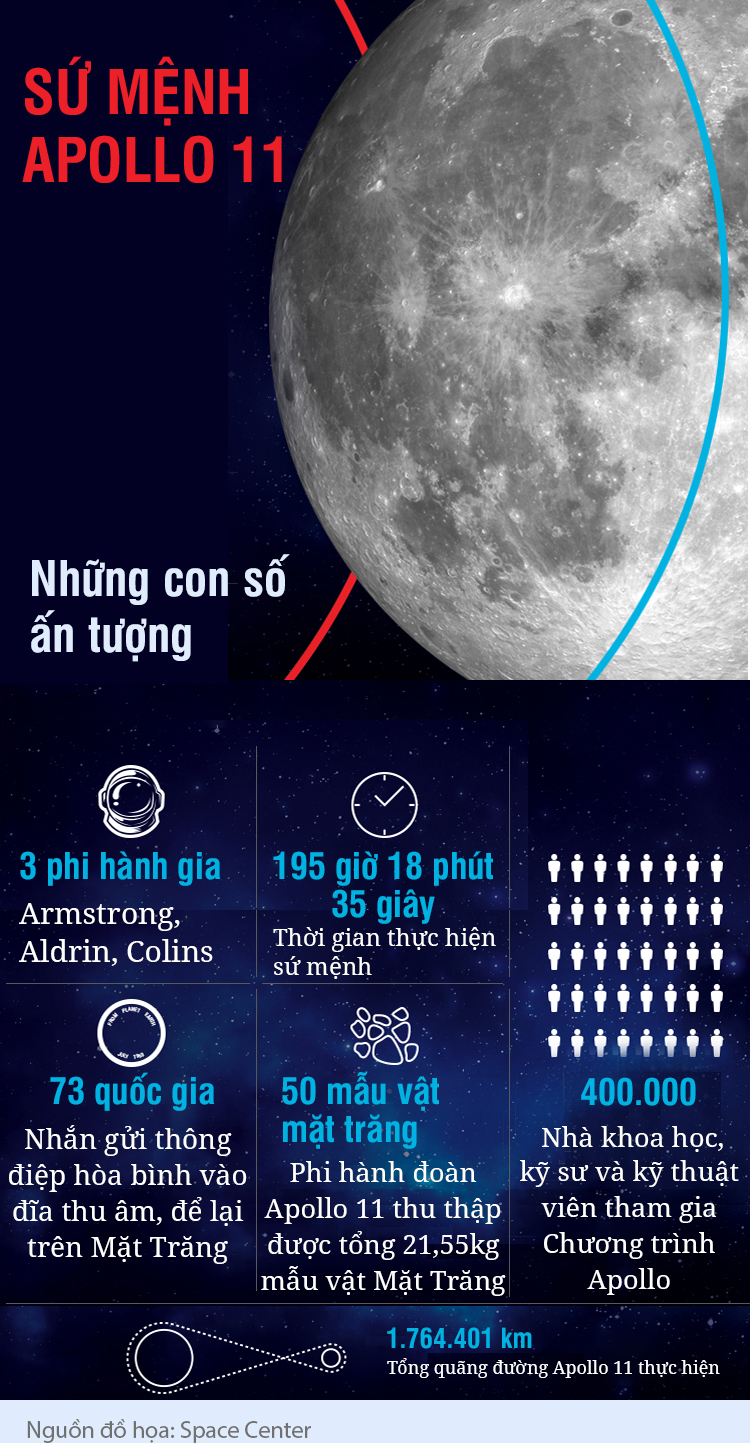 SỨ MỆNH
APOLLO 11
Những con số
ấn tượng
3 phi hành gia
Armstrong,
Aldrin, Colins
195 giờ 18 phút
35 giây
Thời gian thực hiện
sứ mệnh
FROM PLANET EARTH
JULY 1969
73 quốc gia
Nhắn gửi thông
điệp hòa bình vào
đĩa thu âm, để lại
trên Mặt Trăng
50 mẫu vật
mặt trăng
Phi hành đoàn
Apollo 11 thu thập
được tổng 21,55kg
mẫu vật Mặt Trăng
400.000
Nhà khoa học,
kỹ sư và kỹ thuật
viên tham gia
Chương trình
Apollo
1.764.401 km
Tổng quãng đường Apollo 11 thực hiện
Nguồn đồ họa: Space Center